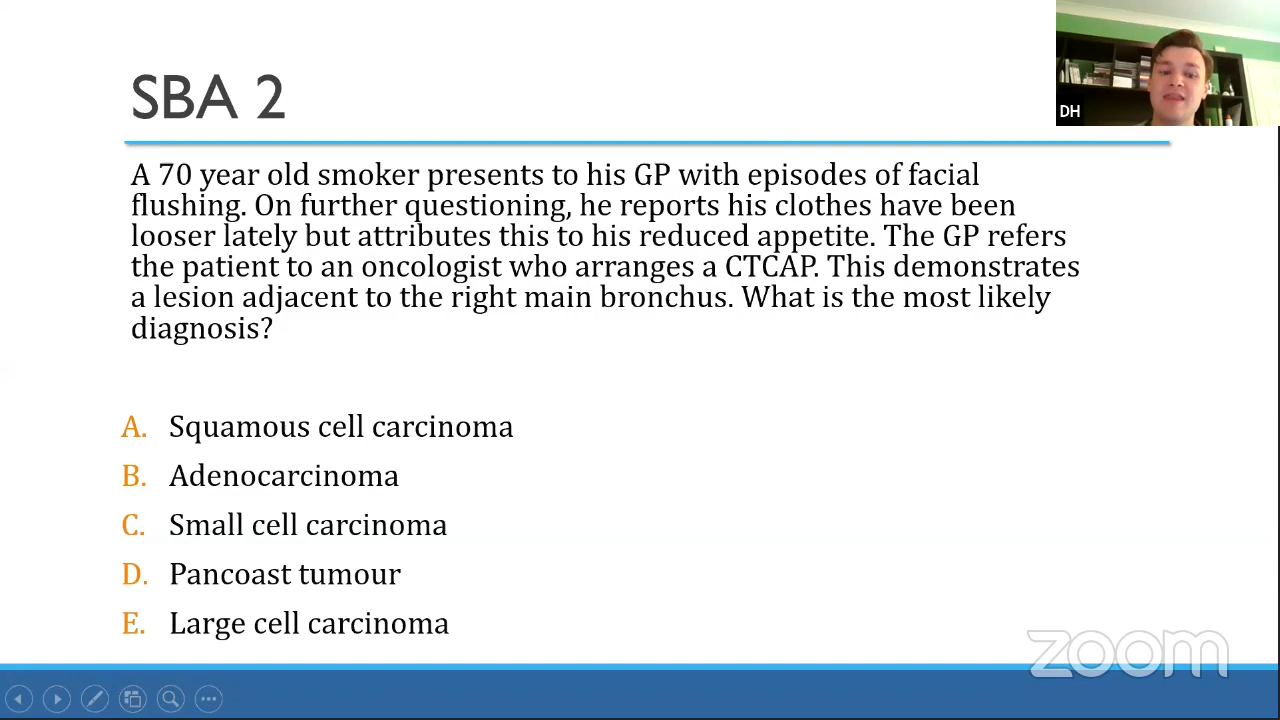 SBA 2
DH
A 70 year old smoker presents to his GP with episodes of facial
flushing. On further questioning, he reports his clothes have been
looser lately but attributes this to his reduced appetite. The GP refers
the patient to an oncologist who arranges a CTCAP. This demonstrates
a lesion adjacent to the right main bronchus. What is the most likely
diagnosis?
A. Squamous cell carcinoma
B. Adenocarcinoma
C. Small cell carcinoma
D. Pancoast tumour
E. Large cell carcinoma
zoom